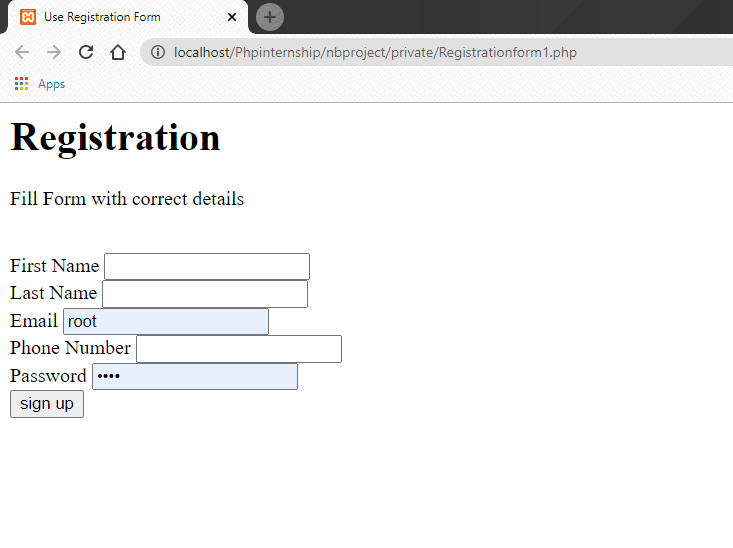 Use Registration Form
localhost/Phpinternship/nbproject/private/Registrationform1.php
Apps
Registration
Fill Form with correct details
First Name
Last Name
Email root
Phone Number
Password ••••
sign up